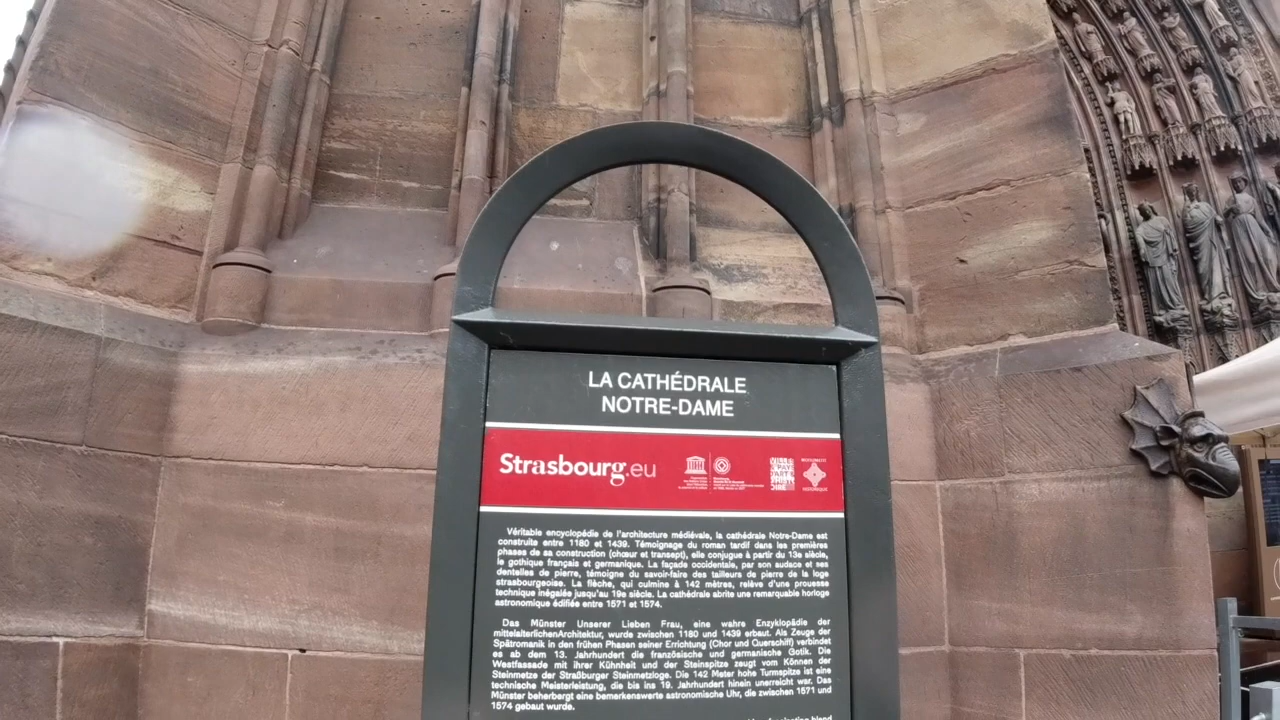 LA CATHÉDRALE
NOTRE-DAME
Strasbourg.eu
Véritable encyclopédie de l'architecture médiévale, la cathédrale Notre-Dame est
construite entre 1180 et 1439. Témoignage du roman tardif dans les premières
phases de sa construction (chœur et transept), elle conjugue à partir du 13e siècle,
le gothique français et germanique. La façade occidentale, par son audace et ses
dentelles de pierre, témoigne du savoir-faire des tailleurs de pierre de la loge
strasbourgeoise. La flèche, qui culmine à 142 mètres, relève d'une prouesse
technique inégalée jusqu'au 19e siècle. La cathédrale abrite une remarquable horloge
astronomique édifiée entre 1571 et 1574.
Das Münster Unserer Lieben Frau, eine wahre Enzyklopädie der
mittelalterlichenArchitektur, wurde zwischen 1180 und 1439 erbaut. Als Zeuge der
Spätromanik in den frühen Phasen seiner Errichtung (Chor und Querschiff) verbindet
es ab dem 13. Jahrhundert die französische und germanische Gotik. Die
Westfassade mit ihrer Kühnheit und der Steinspitze zeugt vom Können der
Steinmetze der Straßburger Steinmetzloge. Die 142 Meter hohe Turmspitze ist eine
technische Meisterleistung, die bis ins 19. Jahrhundert hinein unerreicht war. Das
Münster beherbergt eine bemerkenswerte astronomische Uhr, die zwischen 1571 und
1574 gebaut wurde.